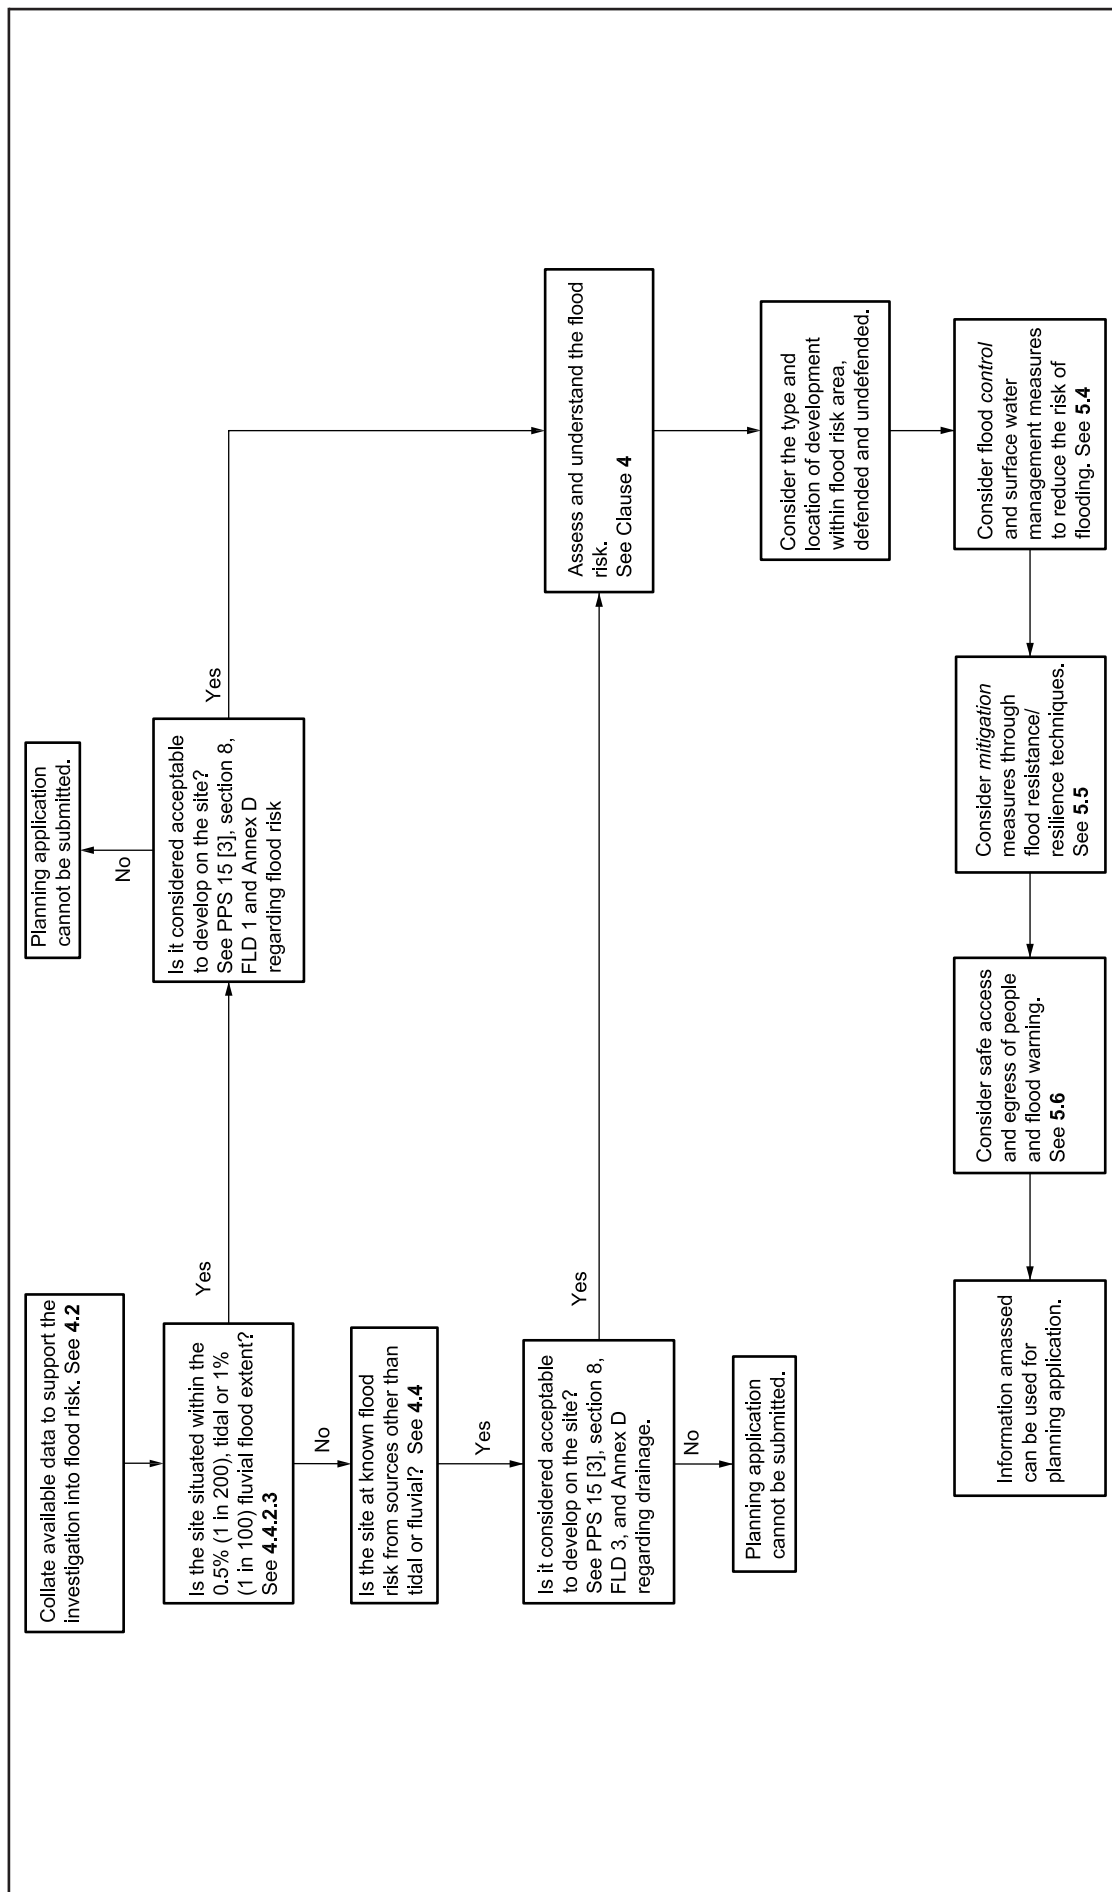 Collate available data to support the
investigation into flood risk. See 4.2
Is the site situated within the
0.5% (1 in 200), tidal or 1%
(1 in 100) fluvial flood extent?
See 4.4.2.3
Yes
Is it considered acceptable
to develop on the site?
See PPS 15 [3], section 8,
FLD 1 and Annex D
regarding flood risk
No
Planning application
cannot be submitted.
Yes
No
Is the site at known flood
risk from sources other than
tidal or fluvial? See 4.4
Yes
Is it considered acceptable
to develop on the site?
See PPS 15 [3], section 8,
FLD 3, and Annex D
regarding drainage.
Yes
No
Planning application
cannot be submitted.
Assess and understand the flood
risk.
See Clause 4
Consider the type and
location of development
within flood risk area,
defended and undefended.
Consider flood control
and surface water
management measures
to reduce the risk of
flooding. See 5.4
Consider mitigation
measures through
flood resistance/
resilience techniques.
See 5.5
Consider safe access
and egress of people
and flood warning.
See 5.6
Information amassed
can be used for
planning application.